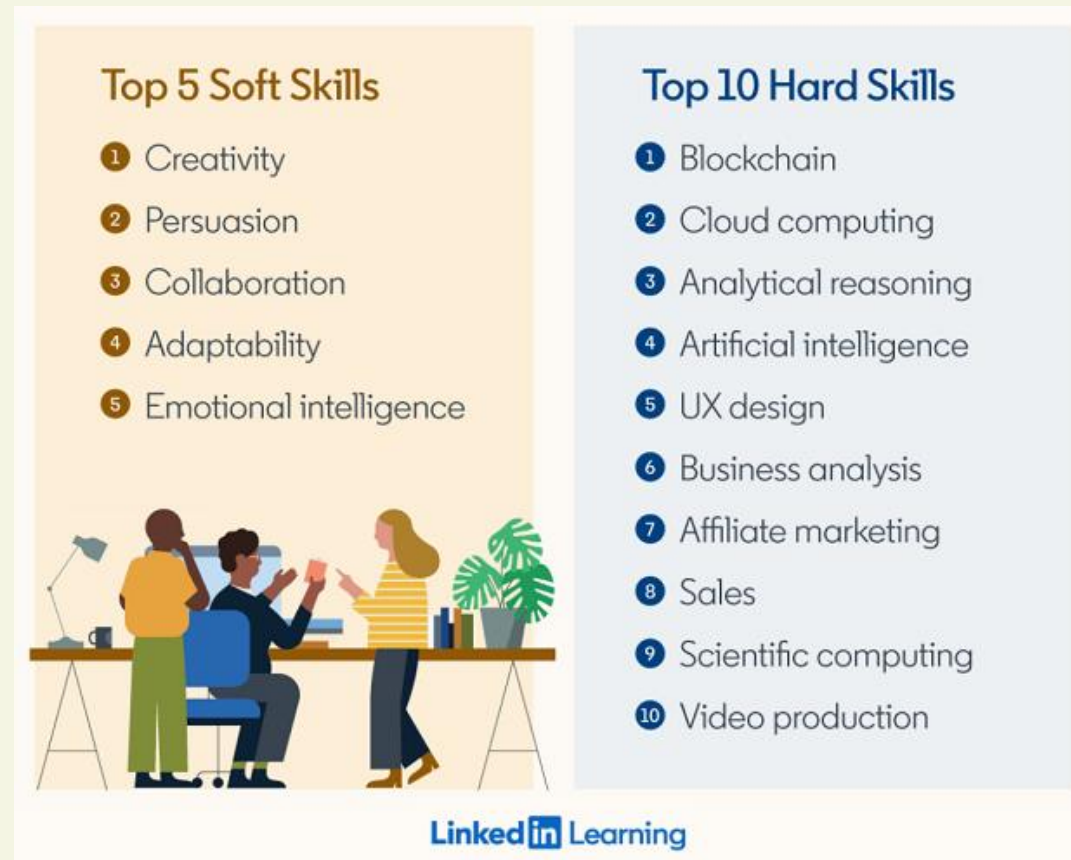 Top 5 Soft Skills
1 Creativity
2 Persuasion
3 Collaboration
4 Adaptability
5 Emotional intelligence
Top 10 Hard Skills
1 Blockchain
2 Cloud computing
3 Analytical reasoning
4 Artificial intelligence
5 UX design
6 Business analysis
7 Affiliate marketing
8 Sales
9 Scientific computing
10 Video production
Linked in Learning